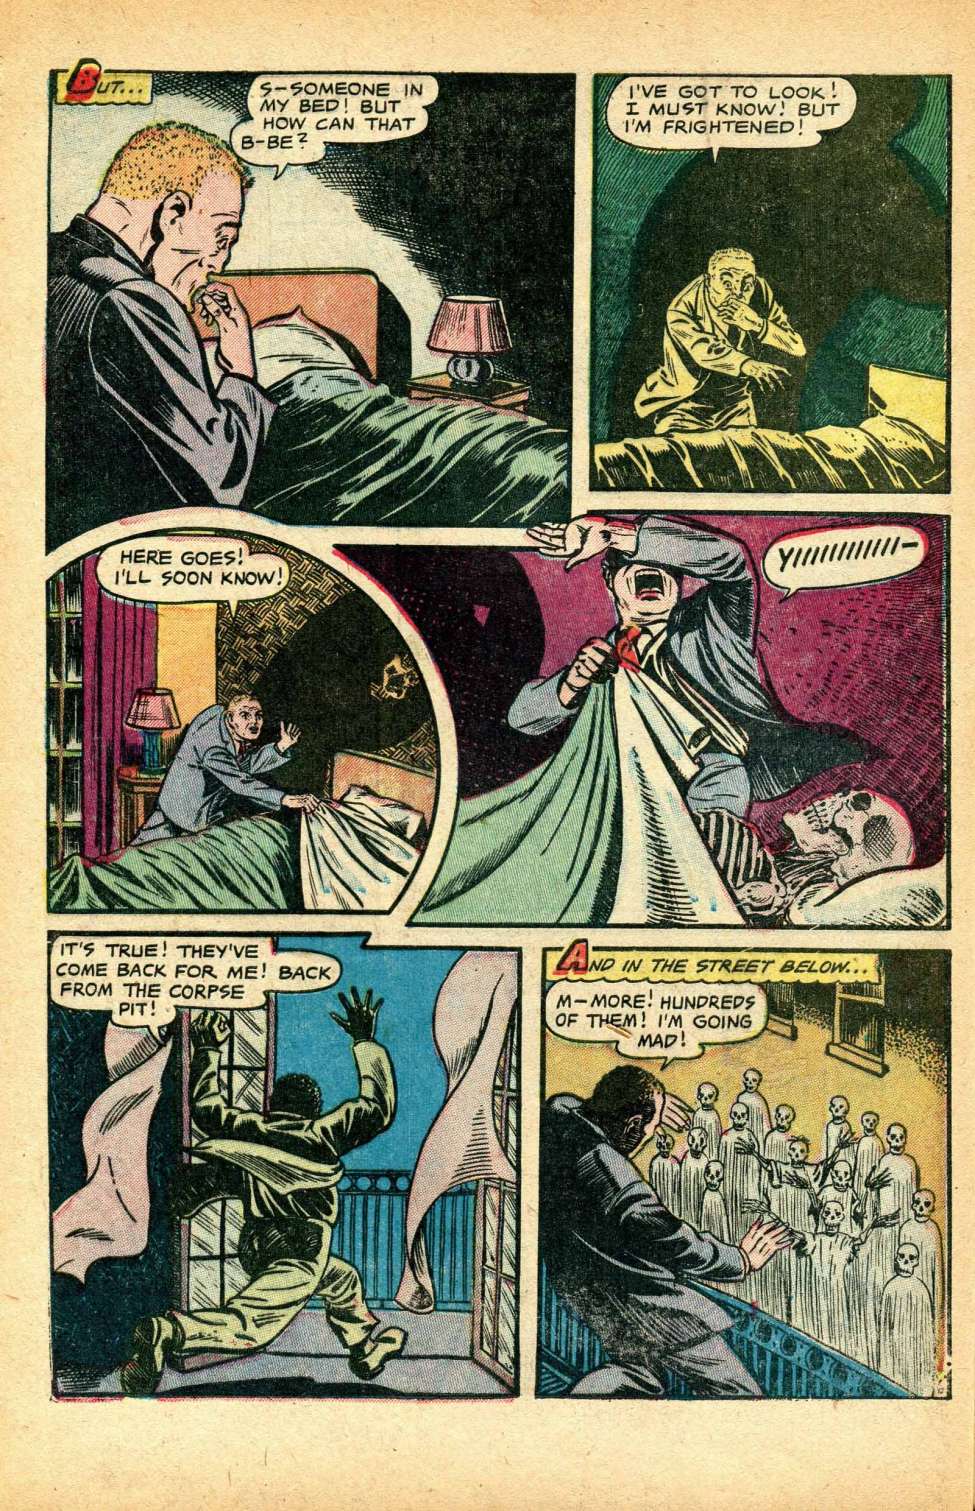 BUT...
S-SOMEONE IN
MY BED! BUT
HOW CAN THAT
B-BE?
I'VE GOT TO LOOK!
I MUST KNOW! BUT
I'M FRIGHTENED!
HERE GOES!
I'LL SOON KNOW!
YIIIIIIIIIIII-
IT'S TRUE! THEY'VE
COME BACK FOR ME! BACK
FROM THE CORPSE
PIT!
AND IN THE STREET BELOW...
M-MORE! HUNDREDS
OF THEM! I'M GOING
MAD!